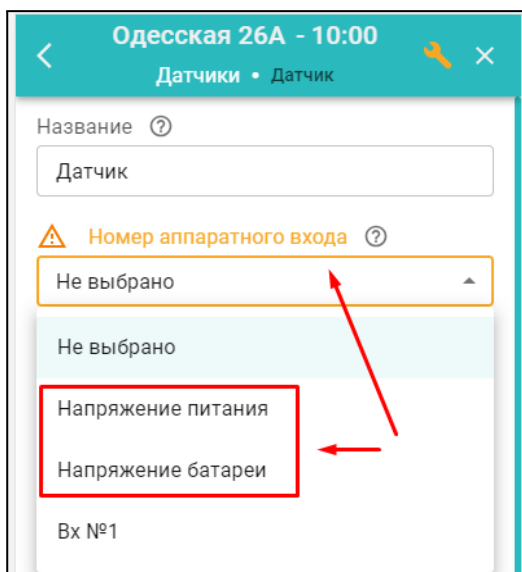 Одесская 26А - 10:00
Датчики • Датчик
Название
Датчик
Номер аппаратного входа
Не выбрано
Не выбрано
Напряжение питания
Напряжение батареи
Вх №1